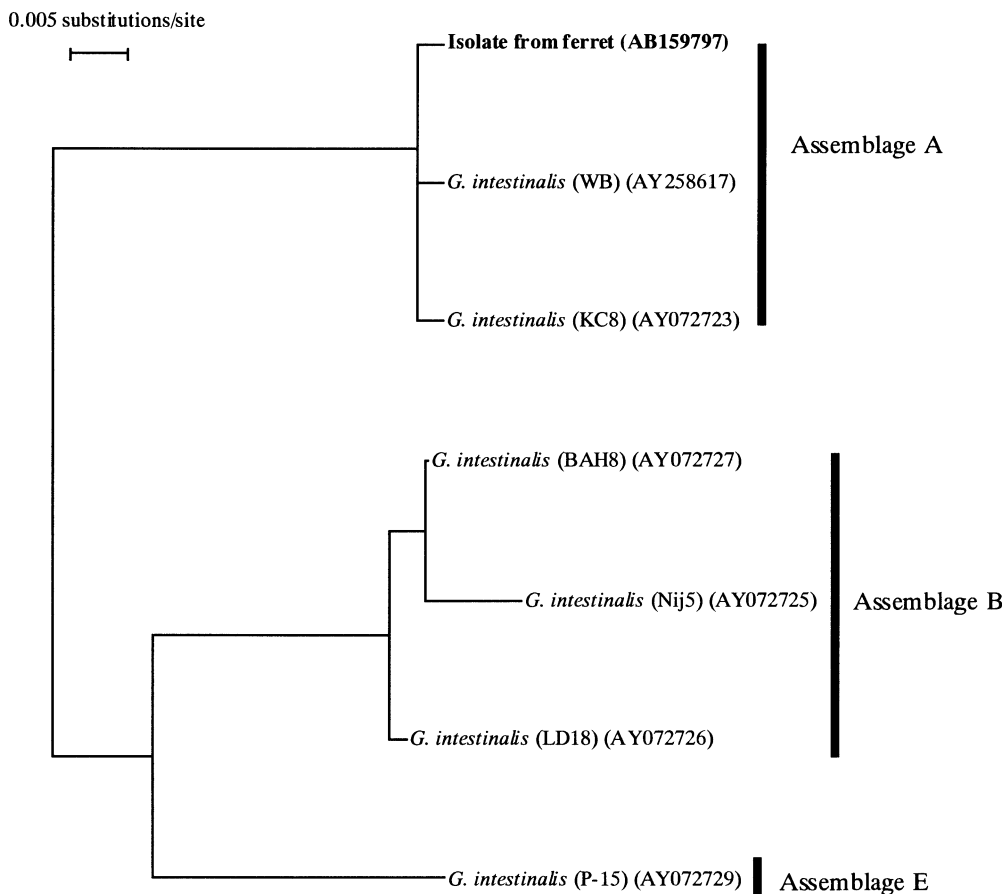 0.005 substitutions/site
Isolate from ferret (AB159797)
Assemblage A
G. intestinalis (WB) (AY258617)
G. intestinalis (KC8) (AY072723)
G. intestinalis (BAH8) (AY072727)
G. intestinalis (Nij5) (AY072725)
Assemblage B
G. intestinalis (LD18) (AY072726)
G. intestinalis (P-15) (AY072729)
Assemblage E